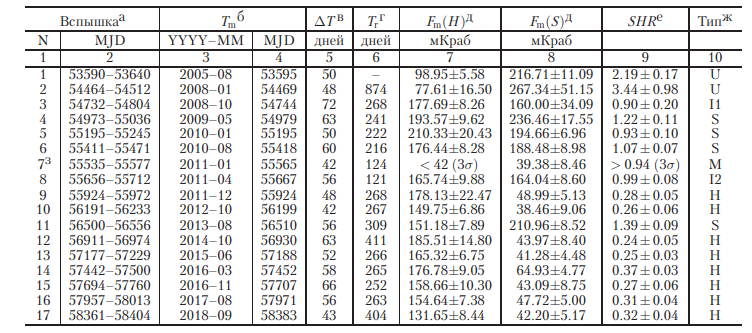 Вспышка^а T_m^б ΔT^в T_r^г F_m(H)^д F_m(S)^д SHR^е Тип^ж
N MJD YYYY–MM MJD дней дней мКраб мКраб
1 2 3 4 5 6 7 8 9 10
1 53590–53640 2005–08 53595 50 – 98.95±5.58 216.71±11.09 2.19 ± 0.17 U
2 54464–54512 2008–01 54469 48 874 77.61±16.50 267.34±51.15 3.44 ± 0.98 U
3 54732–54804 2008–10 54744 72 268 177.69±8.26 160.00±34.09 0.90 ± 0.20 I1
4 54973–55036 2009–05 54979 63 241 193.57±9.62 236.46±17.55 1.22 ± 0.11 S
5 55195–55245 2010–01 55195 50 222 210.33±20.43 194.66±6.96 0.93 ± 0.10 S
6 55411–55471 2010–08 55418 60 216 176.44±8.28 188.48±8.98 1.07 ± 0.07 S
7^з 55535–55577 2011–01 55565 42 124 < 42 (3σ) 39.38±8.46 > 0.94 (3σ) M
8 55656–55712 2011–04 55667 56 121 165.74±9.88 164.04±8.60 0.99 ± 0.08 I2
9 55924–55972 2011–12 55924 48 268 178.13±22.47 48.99±5.13 0.28 ± 0.05 H
10 56191–56233 2012–10 56199 42 267 149.75±6.86 38.46±9.06 0.26 ± 0.06 H
11 56500–56556 2013–08 56510 56 309 151.18±7.89 210.96±8.52 1.39 ± 0.09 S
12 56911–56974 2014–10 56930 63 411 185.51±14.80 43.97±8.40 0.24 ± 0.05 H
13 57177–57229 2015–06 57188 52 266 165.32±6.75 41.28±4.48 0.25 ± 0.03 H
14 57442–57500 2016–03 57452 58 265 176.78±9.05 64.93±4.77 0.37 ± 0.03 H
15 57694–57760 2016–11 57707 66 252 158.66±10.30 43.09±8.75 0.27 ± 0.06 H
16 57957–58013 2017–08 57971 56 263 154.64±7.38 47.72±5.00 0.31 ± 0.04 H
17 58361–58404 2018–09 58383 43 404 131.65±8.44 42.20±5.17 0.32 ± 0.04 H